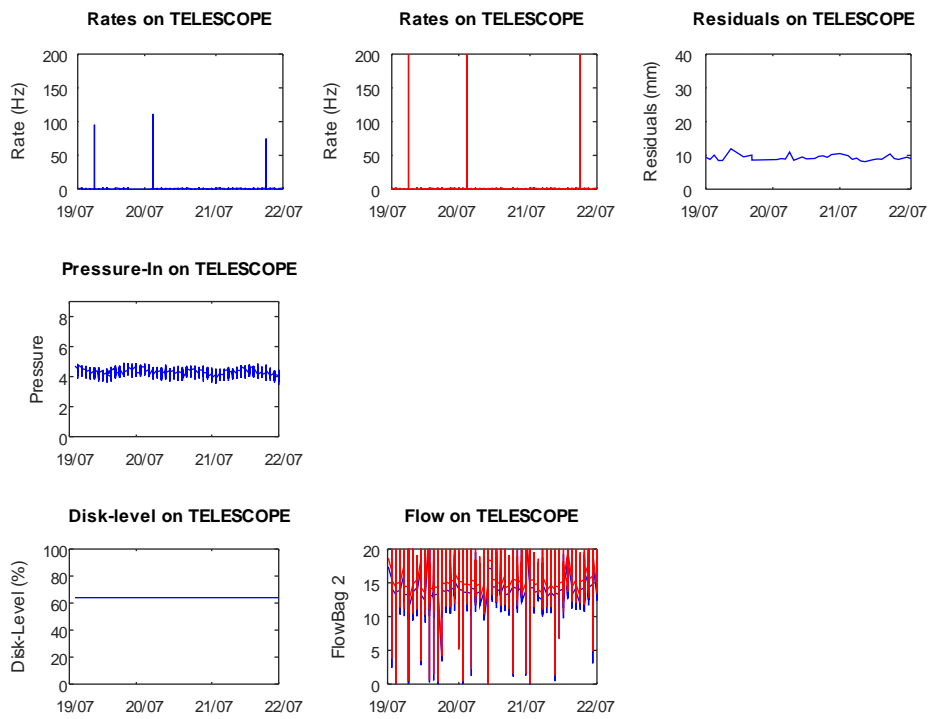 Rates on TELESCOPE
Rate (Hz)
200
150
100
50
0
19/07 20/07 21/07 22/07
Rates on TELESCOPE
Rate (Hz)
200
150
100
50
0
19/07 20/07 21/07 22/07
Residuals on TELESCOPE
Residuals (mm)
40
30
20
10
0
19/07 20/07 21/07 22/07
Pressure-In on TELESCOPE
Pressure
8
6
4
2
0
19/07 20/07 21/07 22/07
Disk-level on TELESCOPE
Disk-Level (%)
100
80
60
40
20
0
19/07 20/07 21/07 22/07
Flow on TELESCOPE
FlowBag 2
20
15
10
5
0
19/07 20/07 21/07 22/07